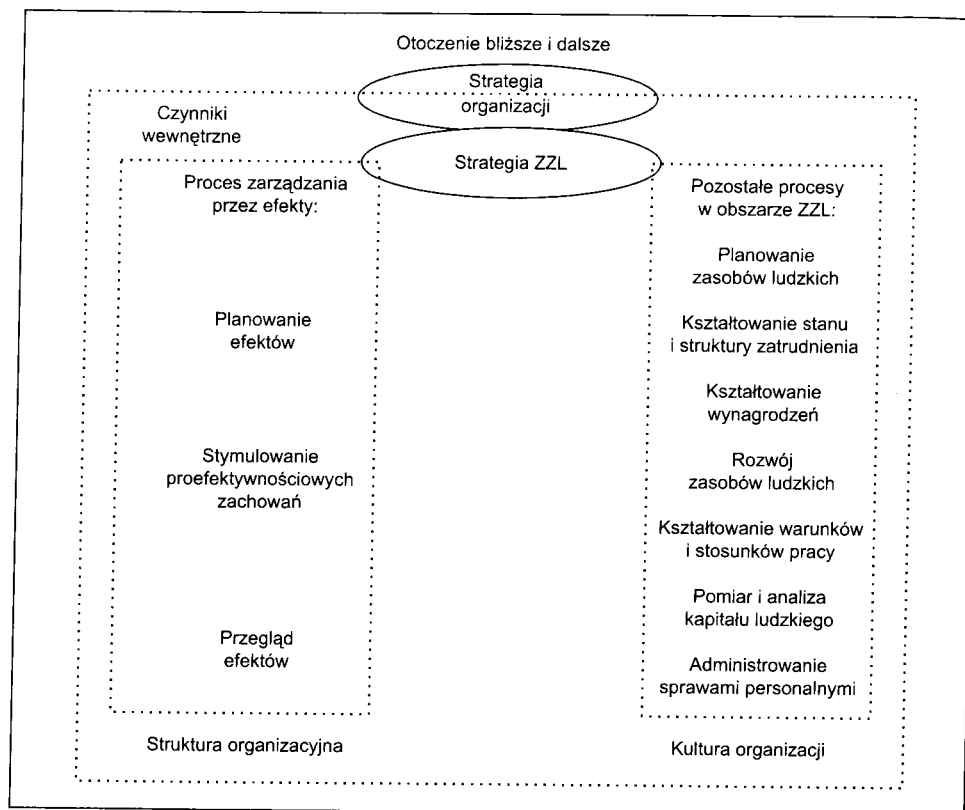 Otoczenie bliższe i dalsze
Strategia
organizacji
Czynniki
wewnętrzne
Strategia ZZL
Proces zarządzania
przez efekty:
Planowanie
efektów
Stymulowanie
proefektywnościowych
zachowań
Przegląd
efektów
Pozostałe procesy
w obszarze ZZL:
Planowanie
zasobów ludzkich
Kształtowanie stanu
i struktury zatrudnienia
Kształtowanie
wynagrodzeń
Rozwój
zasobów ludzkich
Kształtowanie warunków
i stosunków pracy
Pomiar i analiza
kapitału ludzkiego
Administrowanie
sprawami personalnymi
Struktura organizacyjna
Kultura organizacji